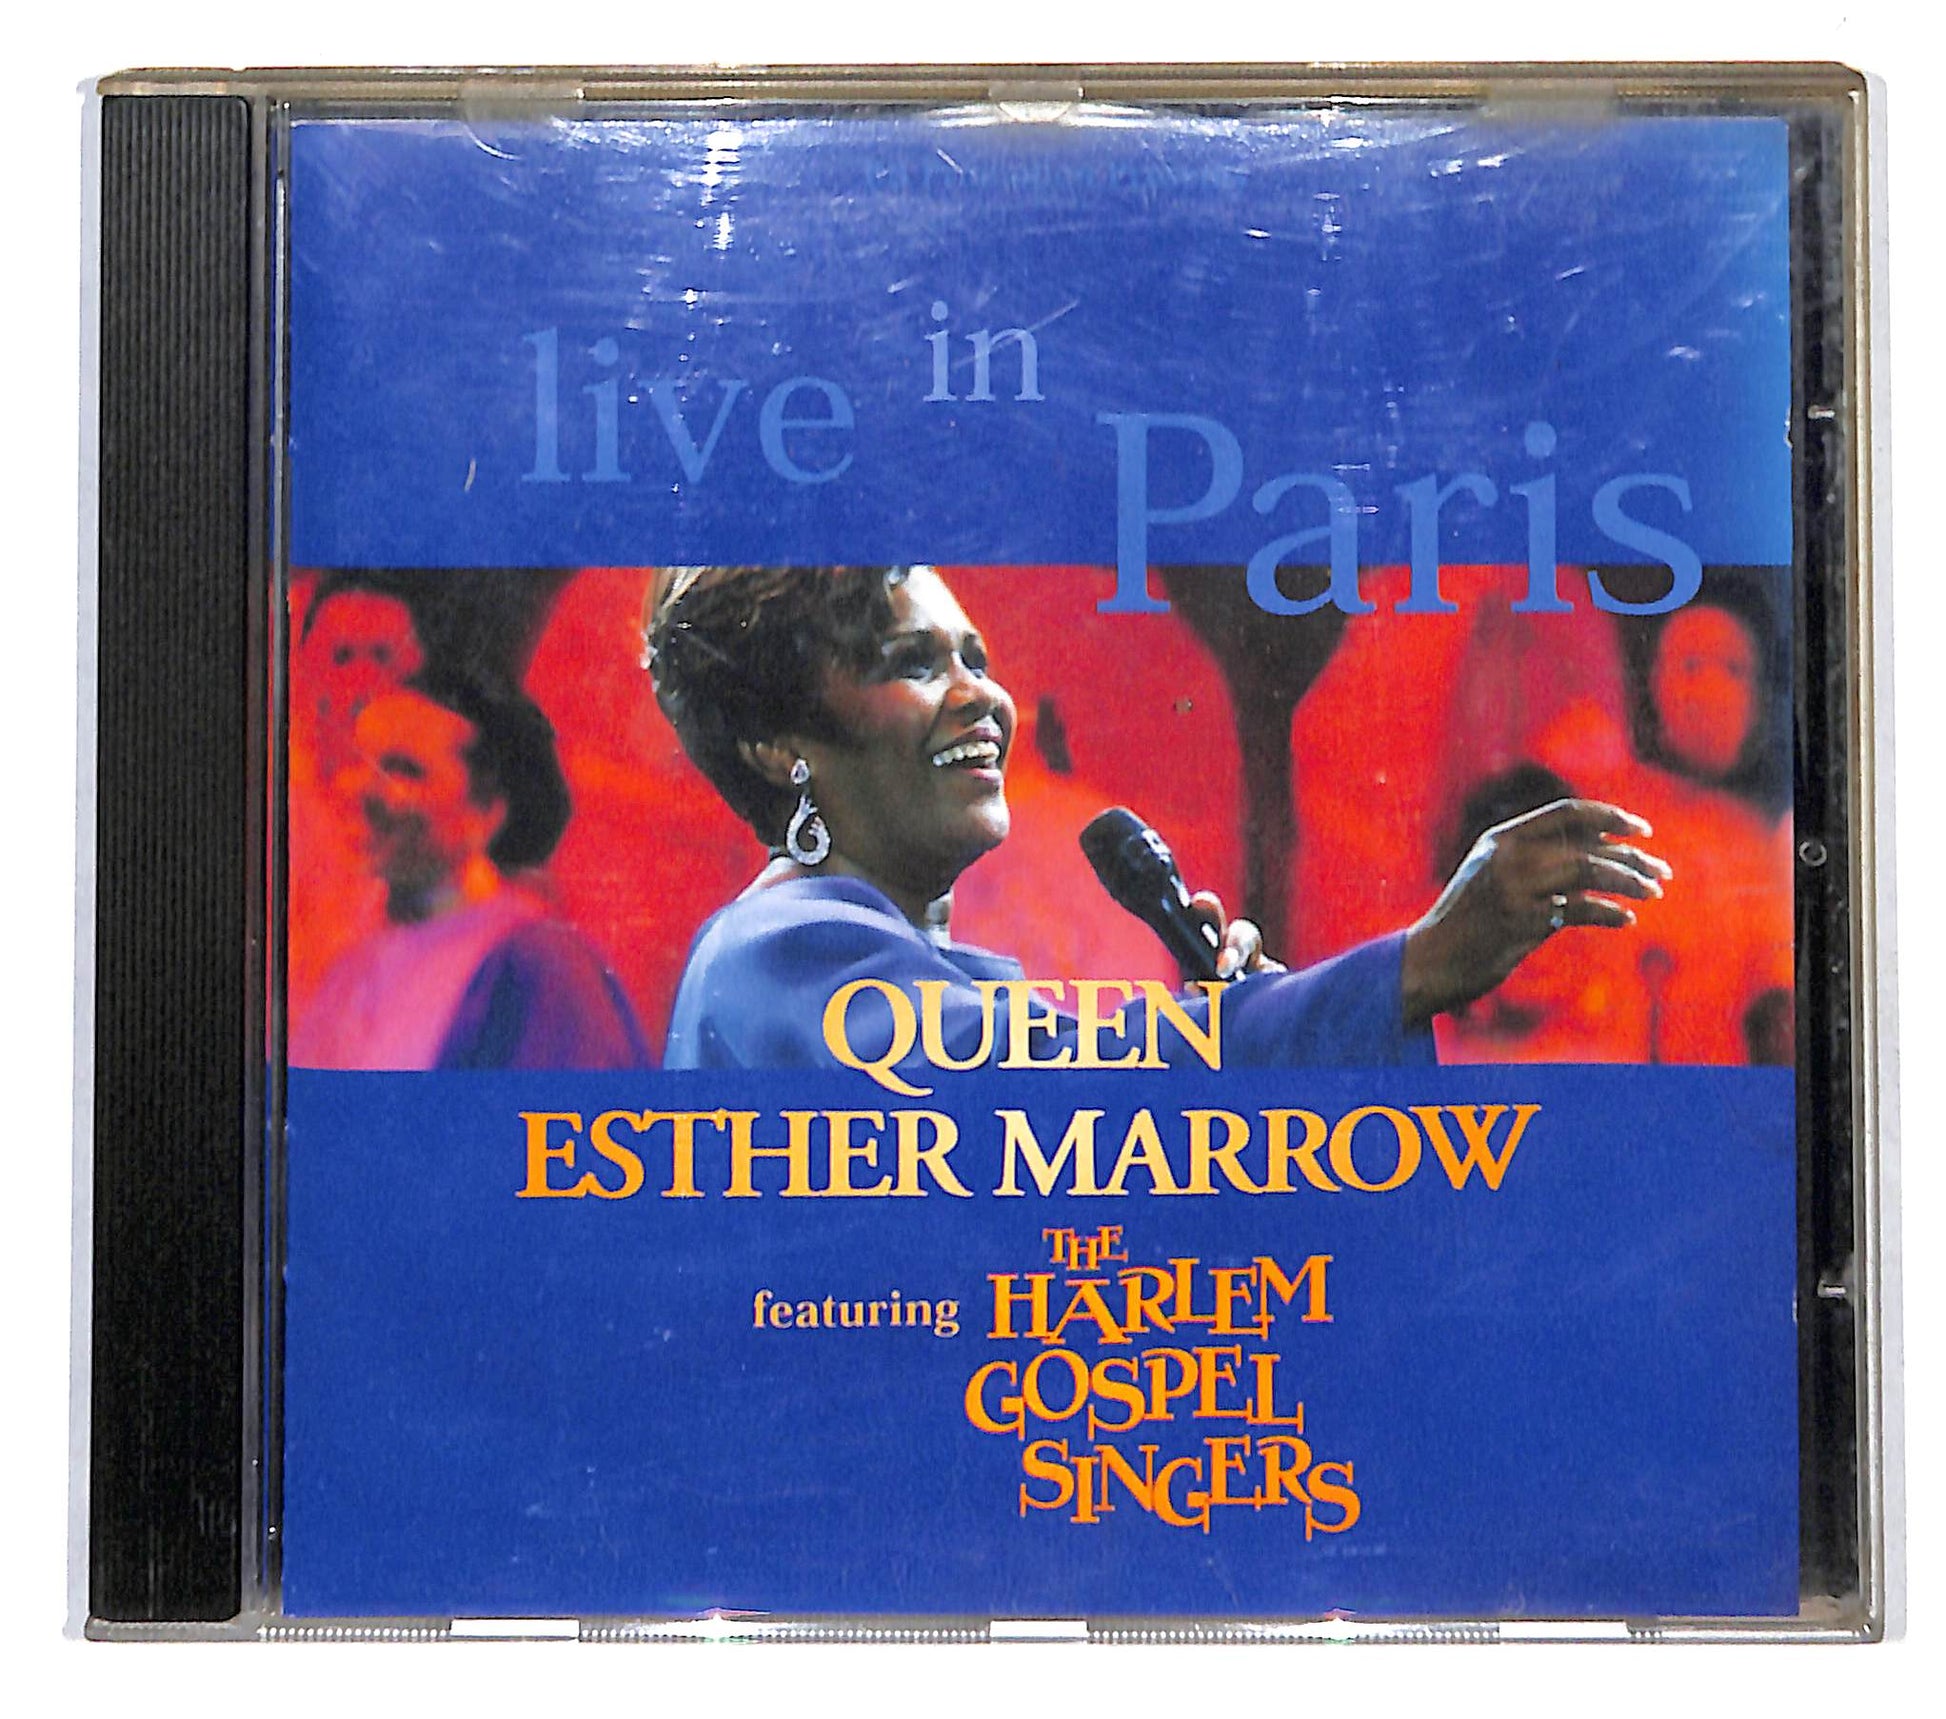 live in Paris
QUEEN
ESTHER MARROW
featuring THE HARLEM
GOSPEL
SINGERS